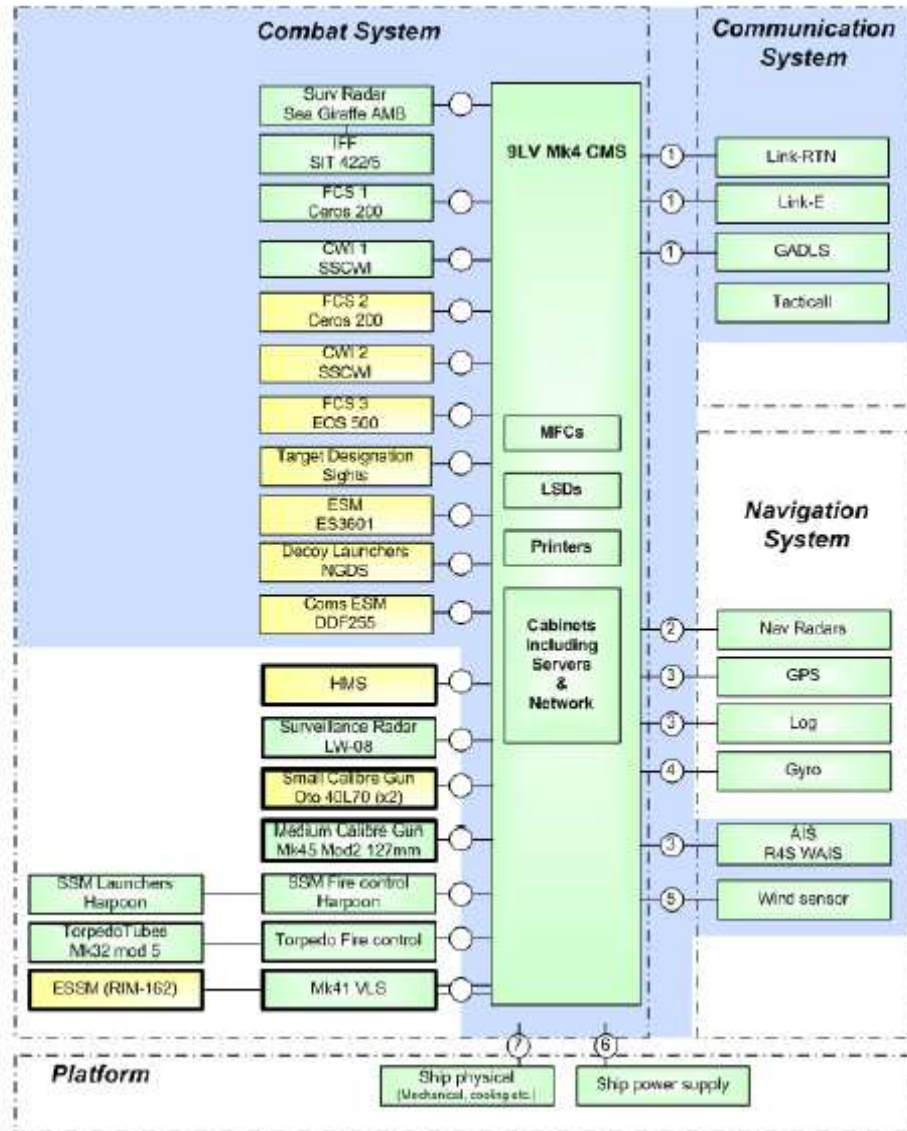 Combat System
Communication
System
Surv Radar
Sea Giraffe AMB
IFF
SIT 422/5
FCS 1
Ceros 200
CWI 1
SSCWI
FCS 2
Ceros 200
CWI 2
SSCWI
FCS 3
EOS 500
Target Designation
Sights
ESM
ES3601
Decoy Launchers
NGDS
Coms ESM
DDF255
HMS
Surveillance Radar
LW-08
Small Calibre Gun
Oto 40L70 (x2)
Medium Calibre Gun
Mk45 Mod2 127mm
SSM Launchers
Harpoon
SSM Fire control
Harpoon
TorpedoTubes
Mk32 mod 5
Torpedo Fire control
ESSM (RIM-162)
Mk41 VLS
9LV Mk4 CMS
MFCs
LSDs
Printers
Cabinets
Including
Servers
&
Network
1
Link-RTN
1
Link-E
1
GADLS
Tacticall
Navigation
System
2
Nav Radars
3
GPS
3
Log
4
Gyro
3
AIS
R4S WAIS
5
Wind sensor
7
6
Platform
Ship physical
(Mechanical, cooling etc.)
Ship power supply